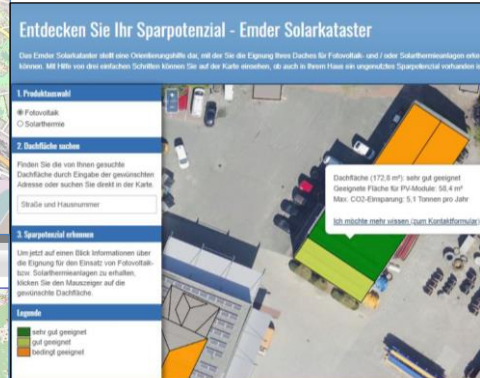 Entdecken Sie Ihr Sparpotenzial - Emder Solarkataster
Das Emder Solarkataster stellt eine Orientierungshilfe dar, mit der Sie die Eignung Ihres Daches für Fotovoltaik- und / oder Solarthermieanlagen
können. Mit Hilfe von drei einfachen Schritten können Sie auf der Karte einsehen, ob auch in Ihrem Haus ein ungenutztes Sparpotenzial vorhanden
1. Produktauswahl
Fotovoltaik
Solarthermie
2. Dachfläche suchen
Finden Sie die von Ihnen gesuchte
Dachfläche durch Eingabe der gewünschten
Adresse oder suchen Sie direkt in der Karte.
Straße und Hausnummer
3. Sparpotenzial erkennen
Um jetzt auf einen Blick Informationen über
die Eignung für den Einsatz von Fotovoltaik-
bzw. Solarthermieanlagen zu erhalten,
klicken Sie den Mauszeiger auf die
gewünschte Dachfläche.
Legende
sehr gut geeignet
gut geeignet
bedingt geeignet
Dachfläche (172,8 m²): sehr gut geeignet
Geeignete Fläche für PV-Module: 58,4 m²
Max. CO2-Einsparung: 5,1 Tonnen pro Jahr
Ich möchte mehr wissen (zum Kontaktformular)